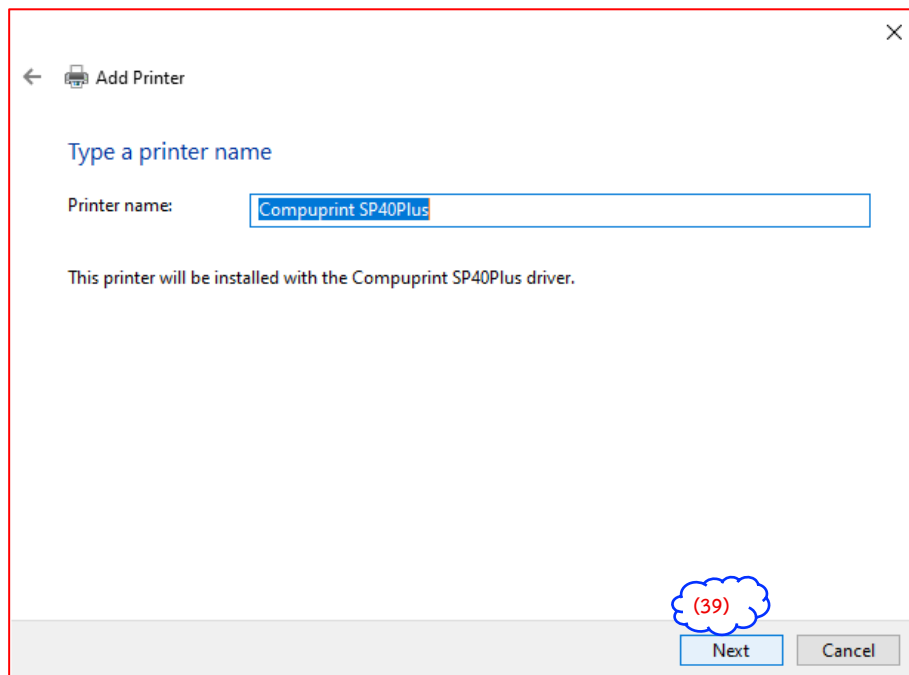 Add Printer
Type a printer name
Printer name: Compuprint SP40Plus
This printer will be installed with the Compuprint SP40Plus driver.
(39)
Next Cancel